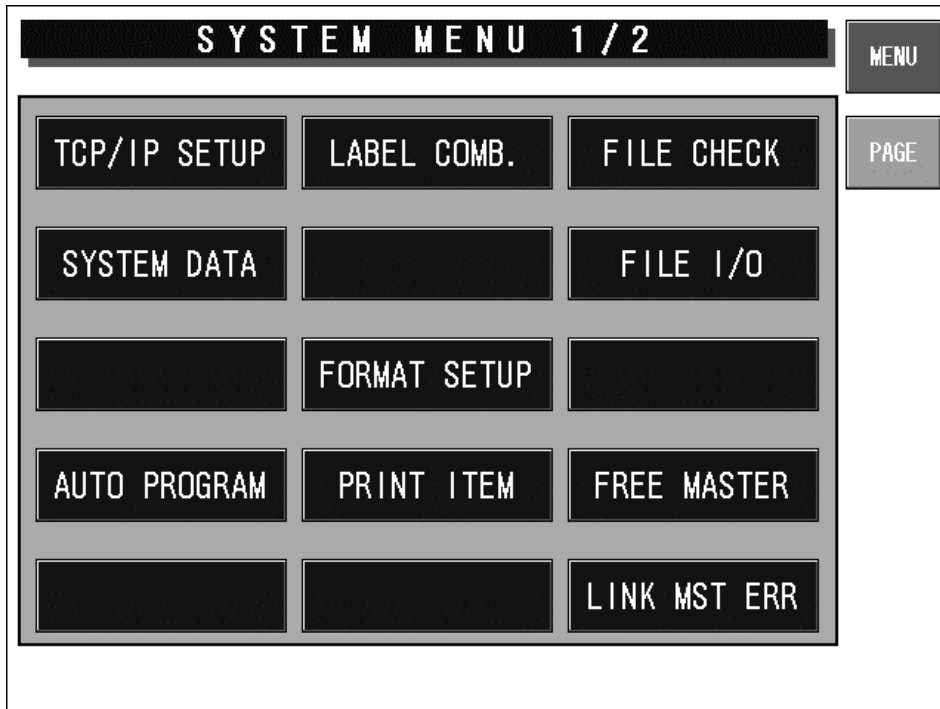 SYSTEM MENU 1/2
MENU
TCP/IP SETUP LABEL COMB. FILE CHECK
PAGE
SYSTEM DATA FILE I/O
FORMAT SETUP
AUTO PROGRAM PRINT ITEM FREE MASTER
LINK MST ERR